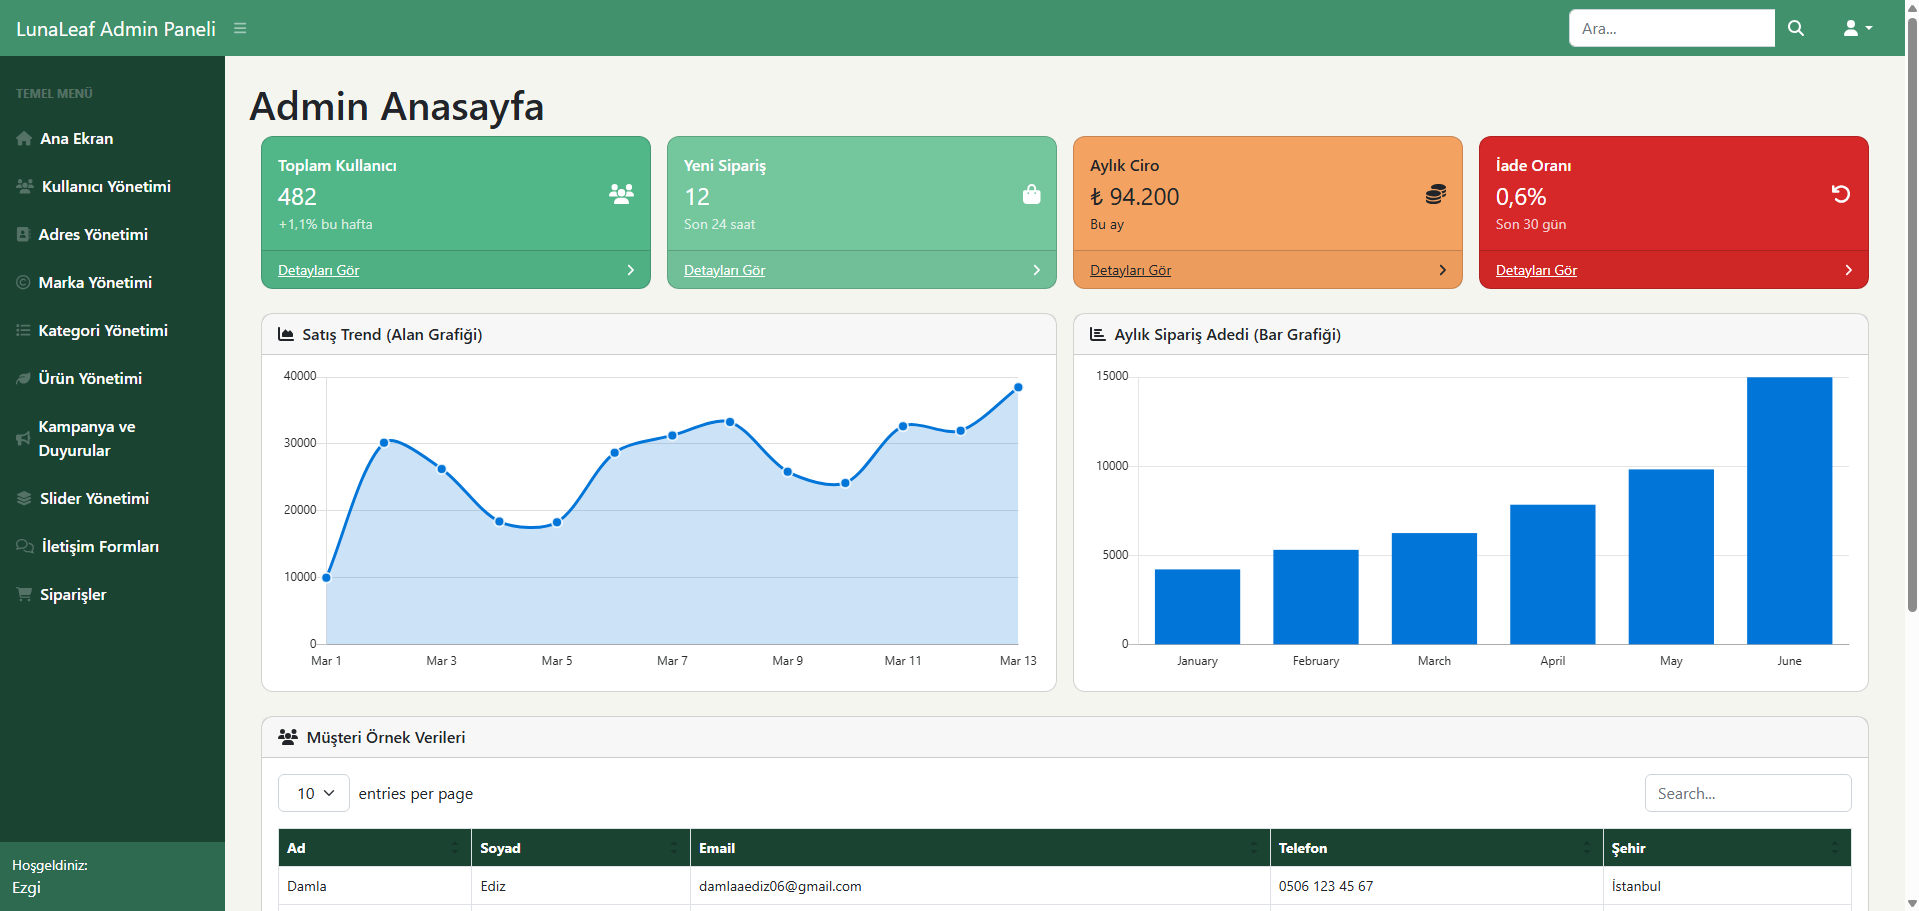 LunaLeaf Admin Paneli
Ara...
TEMEL MENÜ
Ana Ekran
Kullanıcı Yönetimi
Adres Yönetimi
Marka Yönetimi
Kategori Yönetimi
Ürün Yönetimi
Kampanya ve
Duyurular
Slider Yönetimi
İletişim Formları
Siparişler
Hoşgeldiniz:
Ezgi
Admin Anasayfa
Toplam Kullanıcı
482
+1,1% bu hafta
Detayları Gör
Yeni Sipariş
12
Son 24 saat
Detayları Gör
Aylık Ciro
₺ 94.200
Bu ay
Detayları Gör
İade Oranı
0,6%
Son 30 gün
Detayları Gör
Satış Trend (Alan Grafiği)
40000
30000
20000
10000
0
Mar 1 Mar 3 Mar 5 Mar 7 Mar 9 Mar 11 Mar 13
Aylık Sipariş Adedi (Bar Grafiği)
15000
10000
5000
0
January February March April May June
Müşteri Örnek Verileri
10 entries per page
Search...
Ad Soyad Email Telefon Şehir
Damla Ediz damlaaediz06@gmail.com 0506 123 45 67 İstanbul